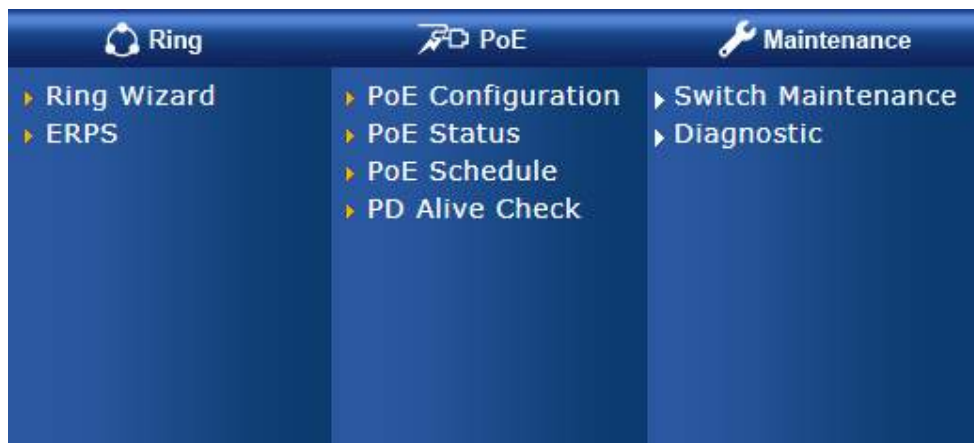 Ring
Ring Wizard
ERPS
PoE
PoE Configuration
PoE Status
PoE Schedule
PD Alive Check
Maintenance
Switch Maintenance
Diagnostic